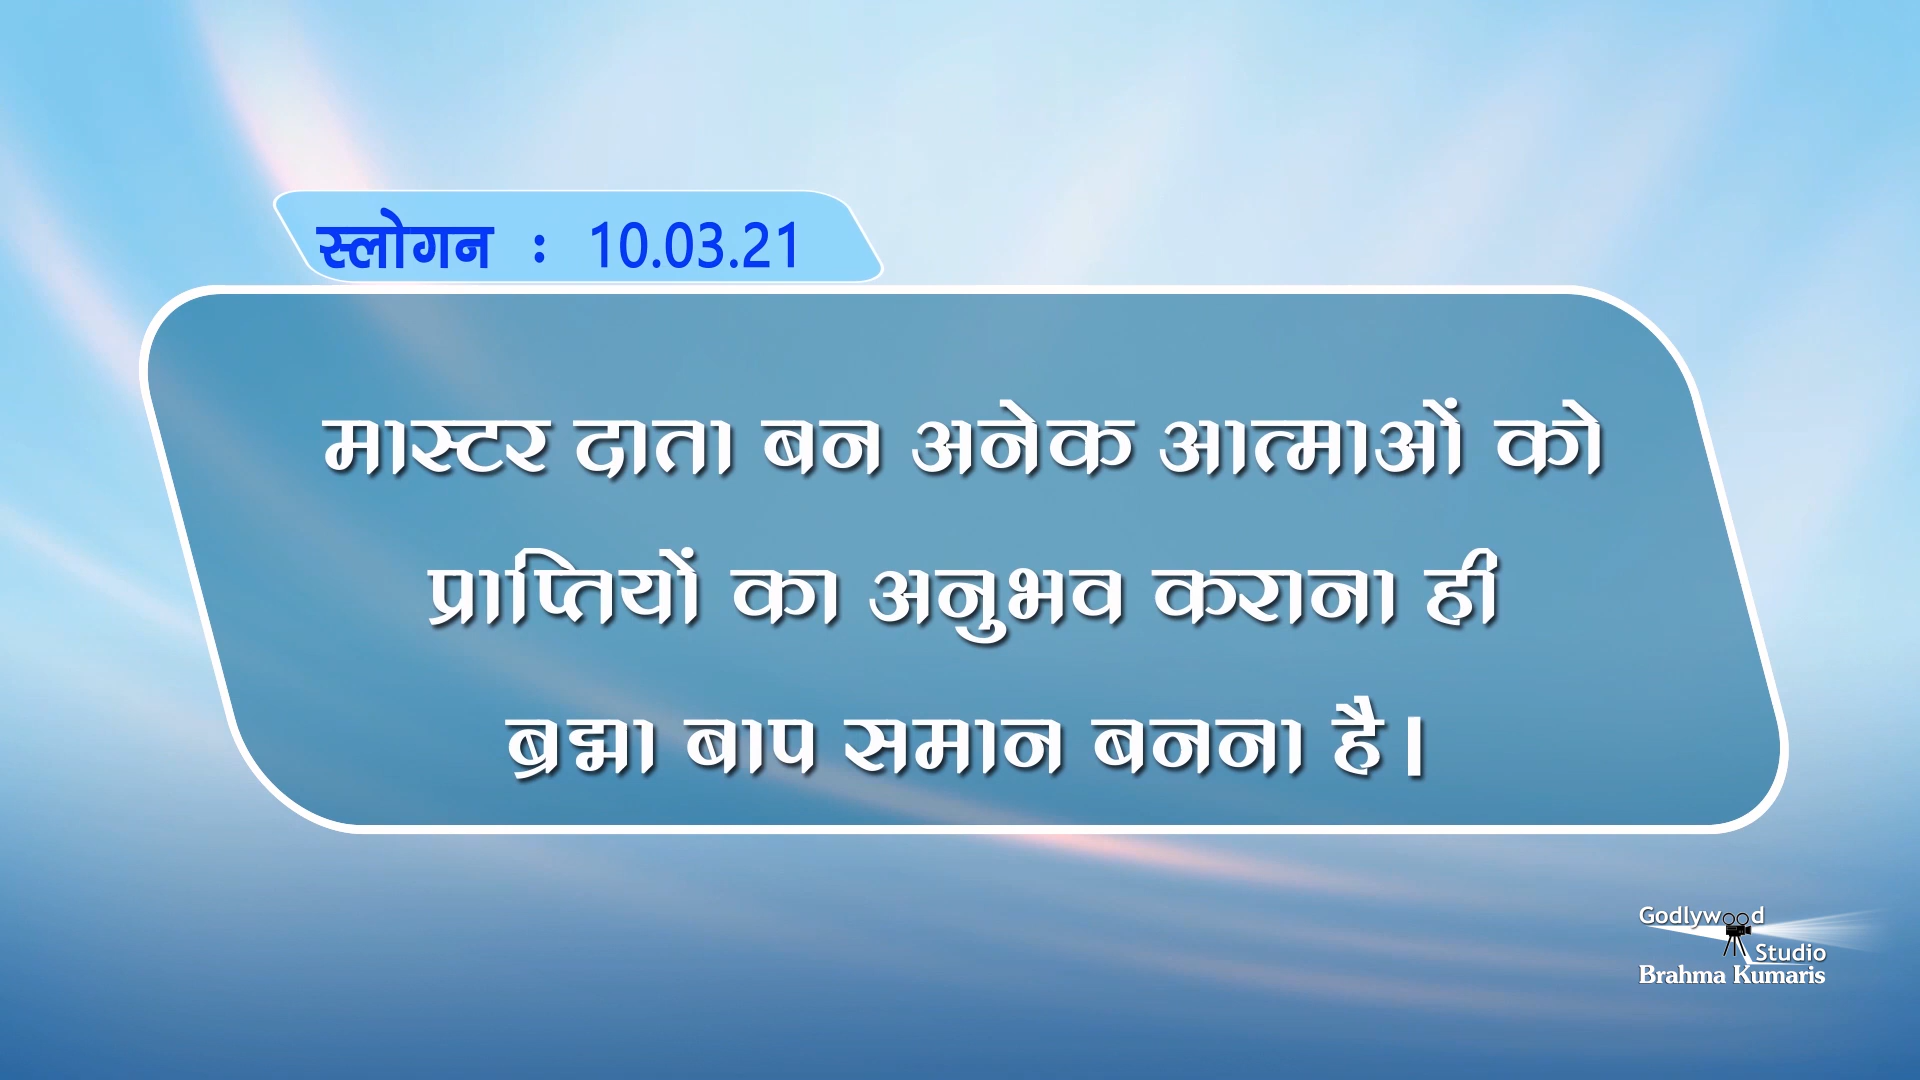 स्लोगन : 10.03.21
मास्टर दाता बन अनेक आत्माओं को
प्राप्तियों का अनुभव कराना ही
ब्रह्मा बाप समान बनना है।
Godlywood
Studio
Brahma Kumaris